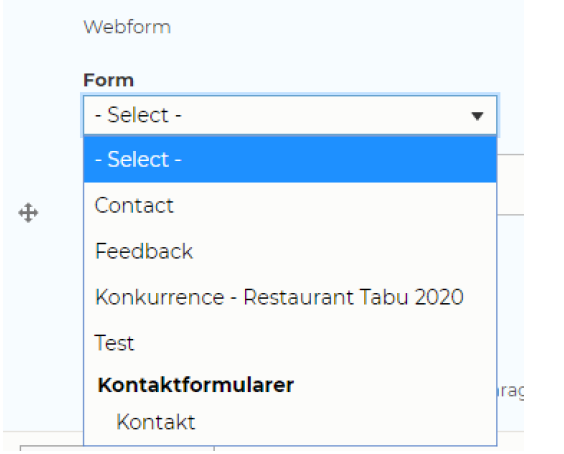 Webform
Form
- Select -
- Select -
Contact
Feedback
Konkurrence - Restaurant Tabu 2020
Test
Kontaktformularer
Kontakt